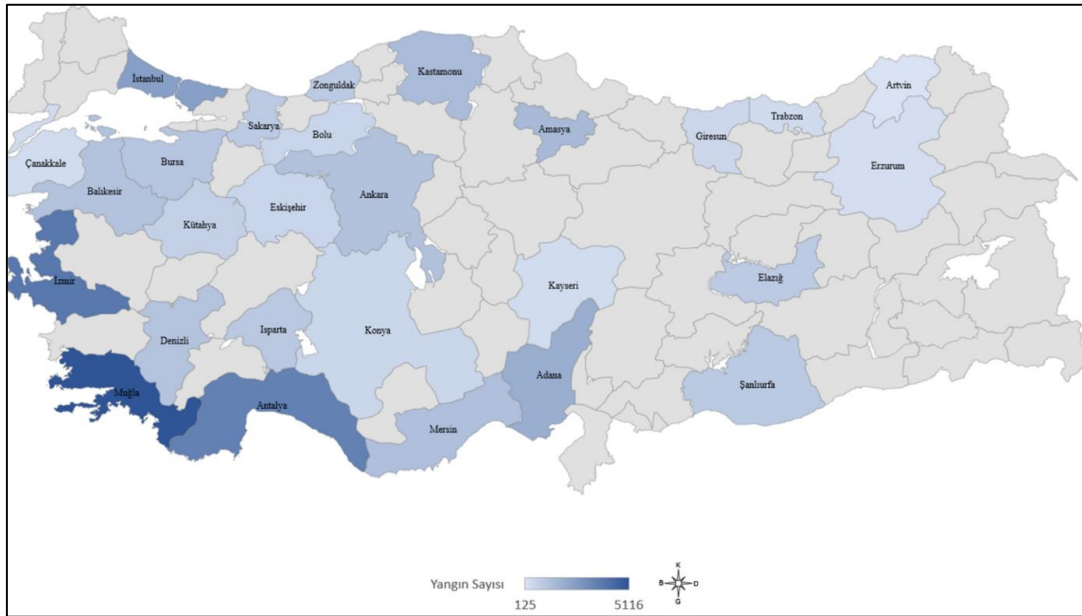 İstanbul
Zonguldak
Kastamonu
Artvin
Sakarya
Bolu
Amasya
Giresun
Trabzon
Çanakkale
Bursa
Balıkesir
Erzurum
Ankara
Eskişehir
Kütahya
İzmir
Kayseri
Elazığ
Denizli
Isparta
Konya
Adana
Şanlıurfa
Muğla
Antalya
Mersin
Yangın Sayısı
125 5116
K
B D
G